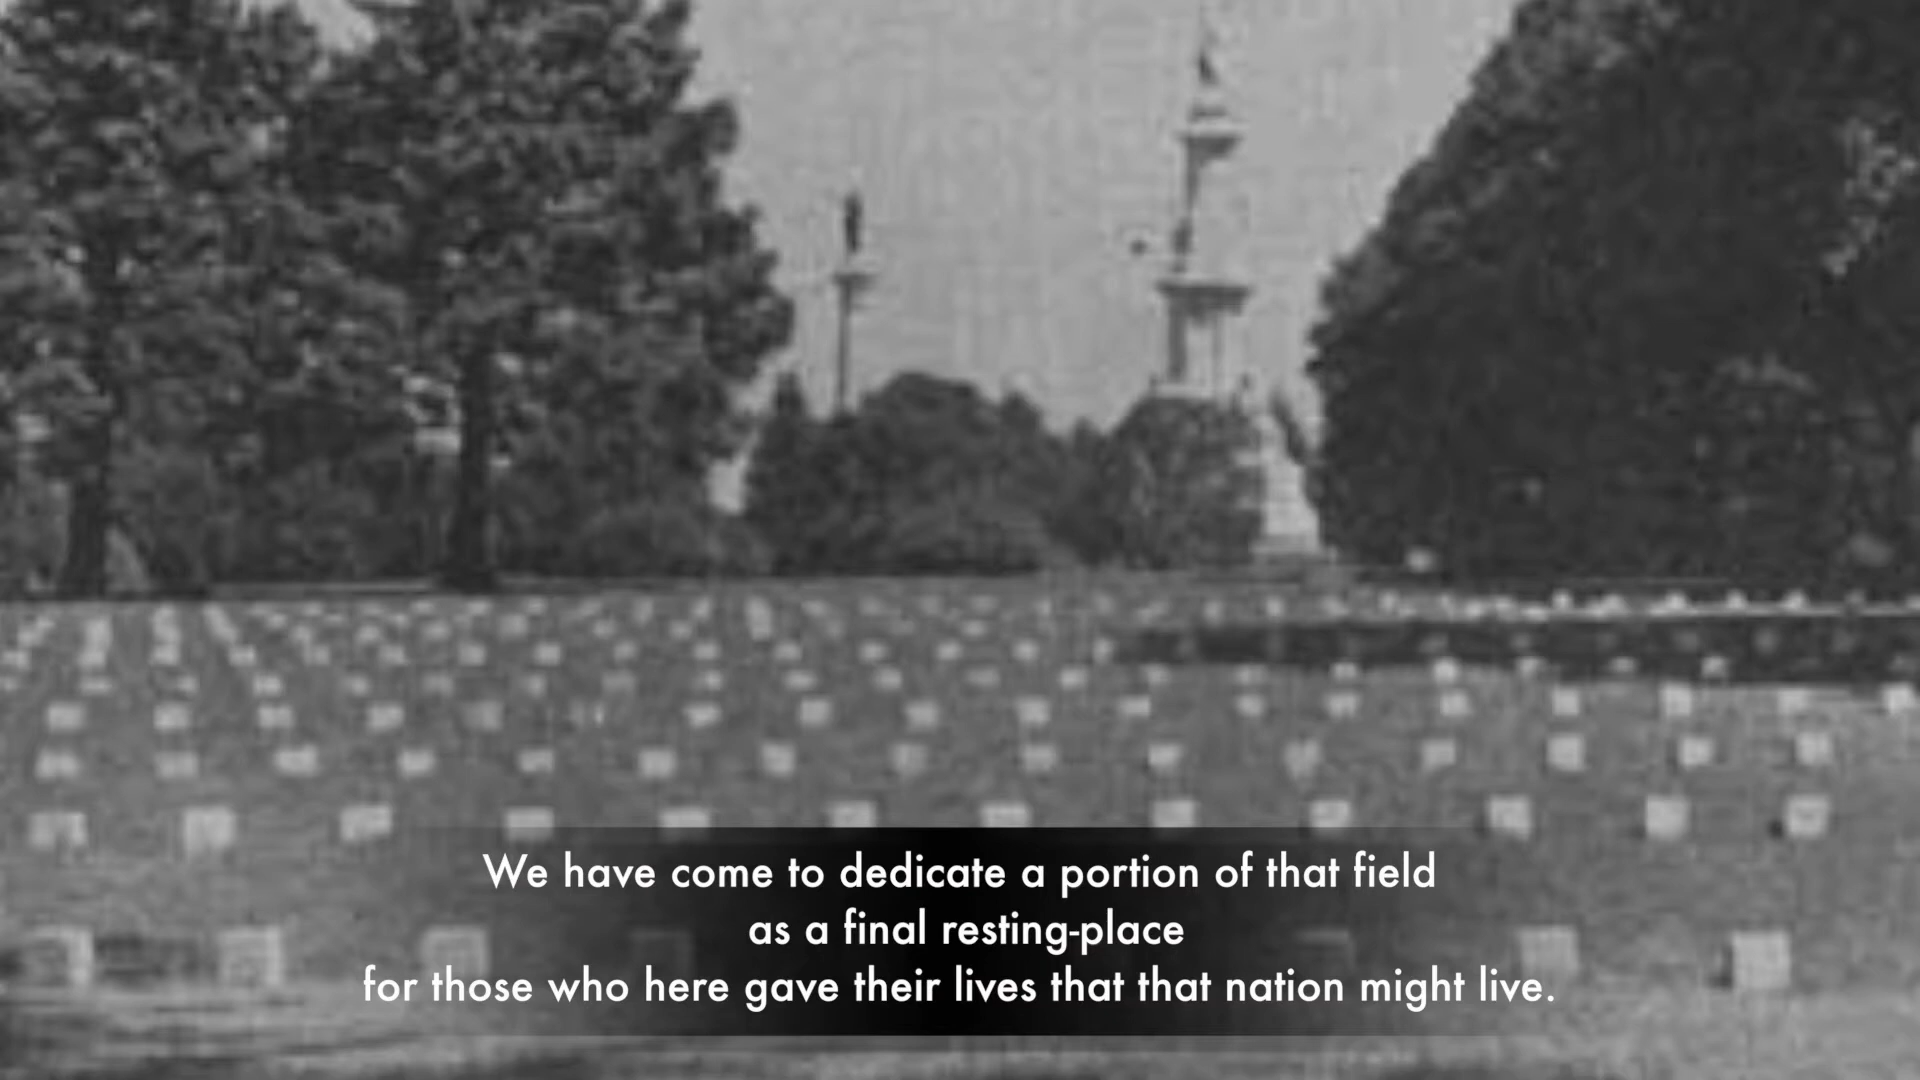 We have come to dedicate a portion of that field
as a final resting-place
for those who here gave their lives that that nation might live.